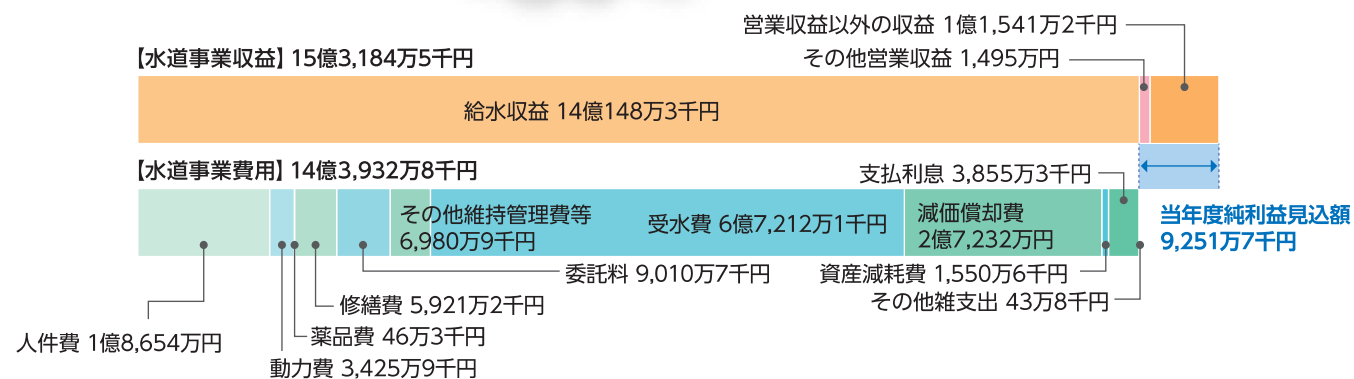 営業収益以外の収益 1億1,541万2千円
【水道事業収益】15億3,184万5千円
その他営業収益 1,495万円
給水収益 14億148万3千円
【水道事業費用】14億3,932万8千円
支払利息 3,855万3千円
その他維持管理費等
6,980万9千円
受水費 6億7,212万1千円
減価償却費
2億7,232万円
当年度純利益見込額
9,251万7千円
委託料 9,010万7千円
資産減耗費 1,550万6千円
その他雑支出 43万8千円
修繕費 5,921万2千円
薬品費 46万3千円
人件費 1億8,654万円
動力費 3,425万9千円